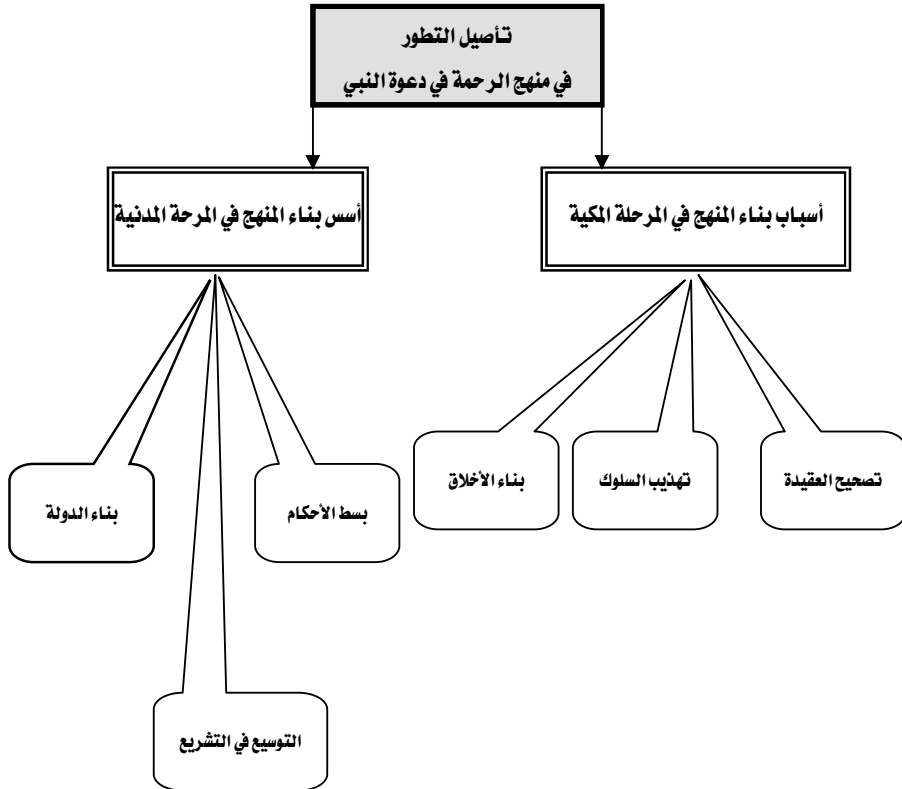 تأصيل التطور
في منهج الرحمة في دعوة النبي
أسباب بناء المنهج في المرحلة المكية
أسس بناء المنهج في المرحة المدنية
تصحيح العقيدة
تهذيب السلوك
بناء الأخلاق
بسط الأحكام
بناء الدولة
التوسيع في التشريع